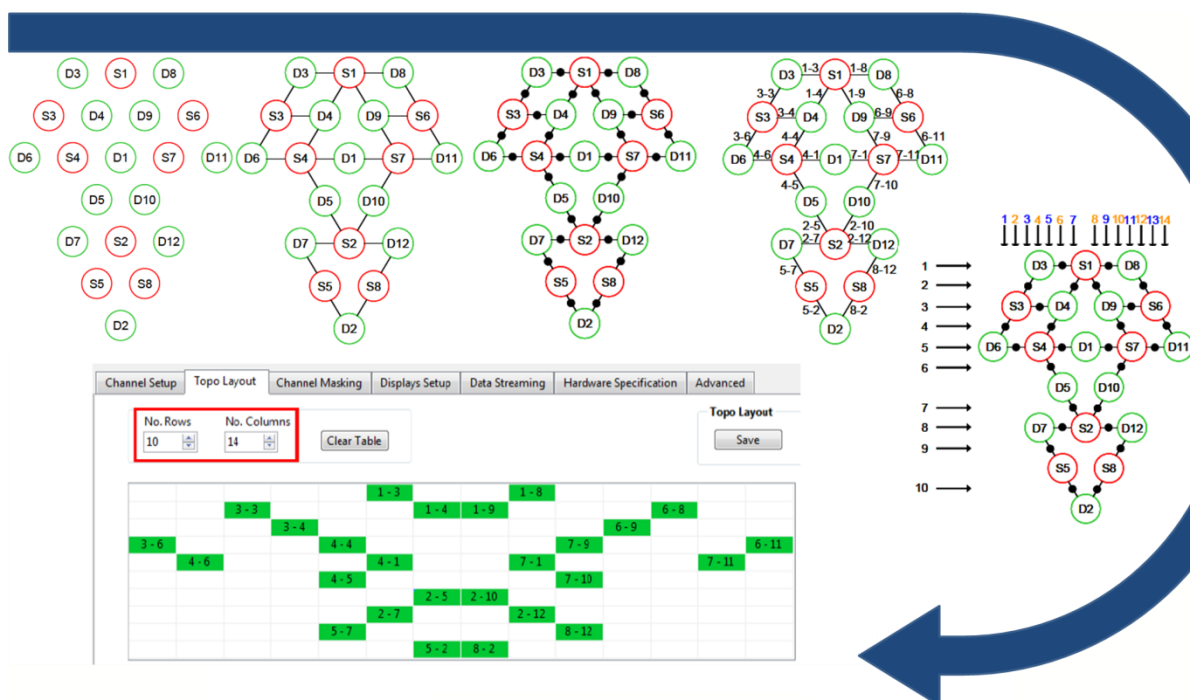 D3 S1 D8
S3 D4 D9 S6
D6 S4 D1 S7 D11
D5 D10
D7 S2 D12
S5 S8
D2
D3 S1 D8
S3 D4 D9 S6
D6 S4 D1 S7 D11
D5 D10
D7 S2 D12
S5 S8
D2
D3 S1 D8
S3 D4 D9 S6
D6 S4 D1 S7 D11
D5 D10
D7 S2 D12
S5 S8
D2
D3 1-3 S1 1-8 D8
3-3 1-4 1-9 6-8
S3 3-4 D4 D9 6-9 S6
3-6 4-4 7-9 6-11
D6 4-6 S4 4-1 D1 7-1 S7 7-11 D11
4-5 7-10
D5 D10
2-5 2-10
D7 2-7 S2 2-12 D12
5-7 8-12
S5 S8
5-2 8-2
D2
1 2 3 4 5 6 7 8 9 10 11 12 13 14
1 D3 S1 D8
2
3 S3 D4 D9 S6
4
5 D6 S4 D1 S7 D11
6
D5 D10
7
8 D7 S2 D12
9
S5 S8
10
D2
Channel Setup Topo Layout Channel Masking Displays Setup Data Streaming Hardware Specification Advanced
No. Rows No. Columns Topo Layout
10 14 Clear Table Save
1 - 3 1 - 8
3 - 3 1 - 4 1 - 9 6 - 8
3 - 4 6 - 9
3 - 6 4 - 4 7 - 9 6 - 11
4 - 6 4 - 1 7 - 1 7 - 11
4 - 5 7 - 10
2 - 5 2 - 10
2 - 7 2 - 12
5 - 7 8 - 12
5 - 2 8 - 2